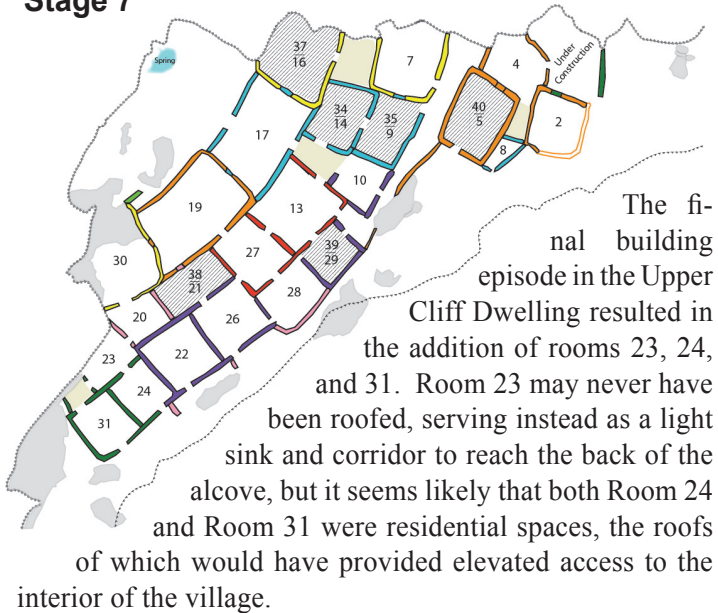 Stage 7
Spring
37
16
7
4
Under
Construction
34
14
35
9
40
5
2
8
17
10
19
13
30
27
39
29
38
21
28
20
26
23
22
24
31
The fi-
nal building
episode in the Upper
Cliff Dwelling resulted in
the addition of rooms 23, 24,
and 31. Room 23 may never have
been roofed, serving instead as a light
sink and corridor to reach the back of the
alcove, but it seems likely that both Room 24
and Room 31 were residential spaces, the roofs
of which would have provided elevated access to the
interior of the village.